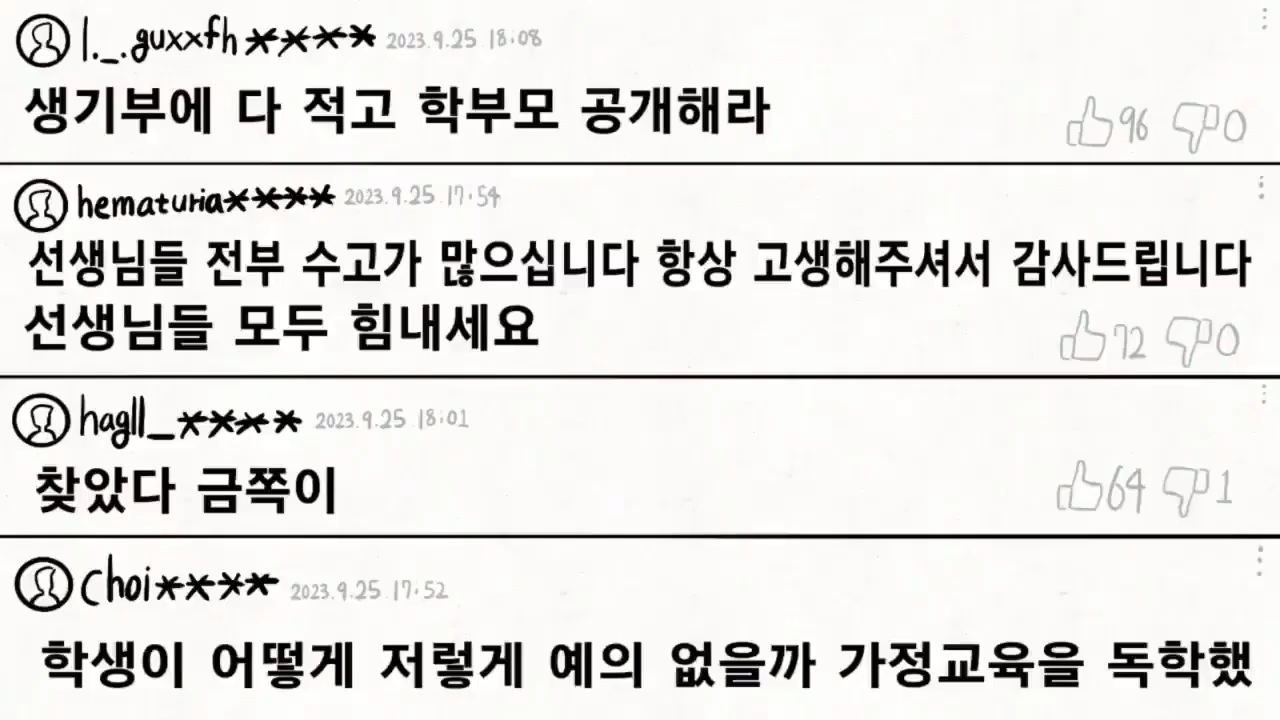 l._.guxxfh**** 2023.9.25 18:08
생기부에 다 적고 학부모 공개해라
96 0
hematuria**** 2023.9.25 17:54
선생님들 전부 수고가 많으십니다 항상 고생해주셔서 감사드립니다
선생님들 모두 힘내세요
72 0
hagll_**** 2023.9.25 18:01
찾았다 금쪽이
64 1
Choi**** 2023.9.25 17:52
학생이 어떻게 저렇게 예의 없을까 가정교육을 독학했